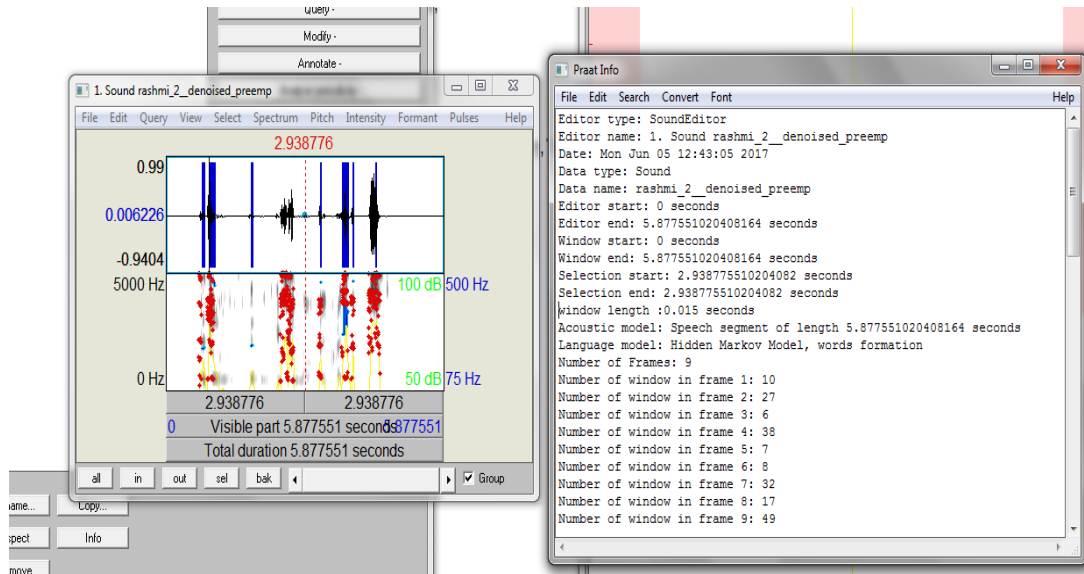 Query -
Modify -
Annotate -
1. Sound rashmi_2__denoised_preemp
File Edit Query View Select Spectrum Pitch Intensity Formant Pulses Help
2.938776
0.99
0.006226
-0.9404
5000 Hz
100 dB 500 Hz
0 Hz
50 dB 75 Hz
2.938776 2.938776
0 Visible part 5.877551 seconds 5.877551
Total duration 5.877551 seconds
all in out sel bak Group
Copy...
Info
Praat Info
File Edit Search Convert Font Help
Editor type: SoundEditor
Editor name: 1. Sound rashmi_2__denoised_preemp
Date: Mon Jun 05 12:43:05 2017
Data type: Sound
Data name: rashmi_2__denoised_preemp
Editor start: 0 seconds
Editor end: 5.877551020408164 seconds
Window start: 0 seconds
Window end: 5.877551020408164 seconds
Selection start: 2.938775510204082 seconds
Selection end: 2.938775510204082 seconds
window length :0.015 seconds
Acoustic model: Speech segment of length 5.877551020408164 seconds
Language model: Hidden Markov Model, words formation
Number of Frames: 9
Number of window in frame 1: 10
Number of window in frame 2: 27
Number of window in frame 3: 6
Number of window in frame 4: 38
Number of window in frame 5: 7
Number of window in frame 6: 8
Number of window in frame 7: 32
Number of window in frame 8: 17
Number of window in frame 9: 49